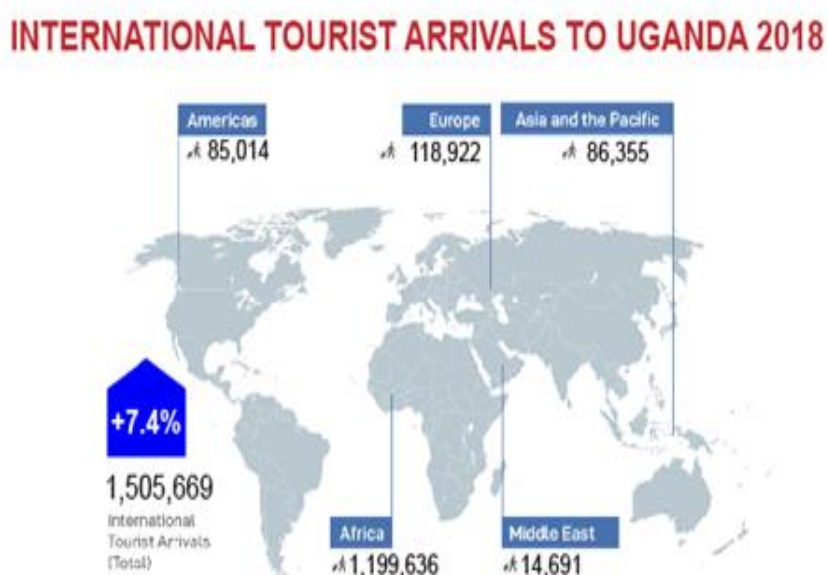 INTERNATIONAL TOURIST ARRIVALS TO UGANDA 2018
Americas
85,014
Europe
118,922
Asia and the Pacific
86,355
+7.4%
1,505,669
International
Tourist Arrivals
(Total)
Africa
1,199,636
Middle East
14,691